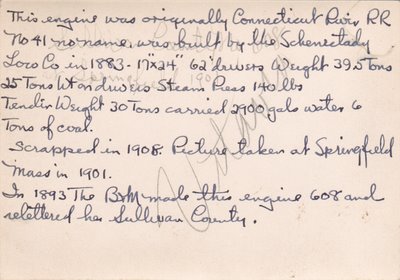 This engine was originally Connecticut River RR
No 41 no name, was built by the Schenectady
Loco Co in 1883 - 17"x24" 62" drivers Weight 39.5 Tons
25 Tons Wt on drivers Steam Press 140 lbs
Tender Weight 30 Tons carried 2900 gals water 6
Tons of coal.
Scrapped in 1908. Picture taken at Springfield
Mass in 1901.
In 1893 The B&M made this engine 608 and
relettered her Sullivan County.